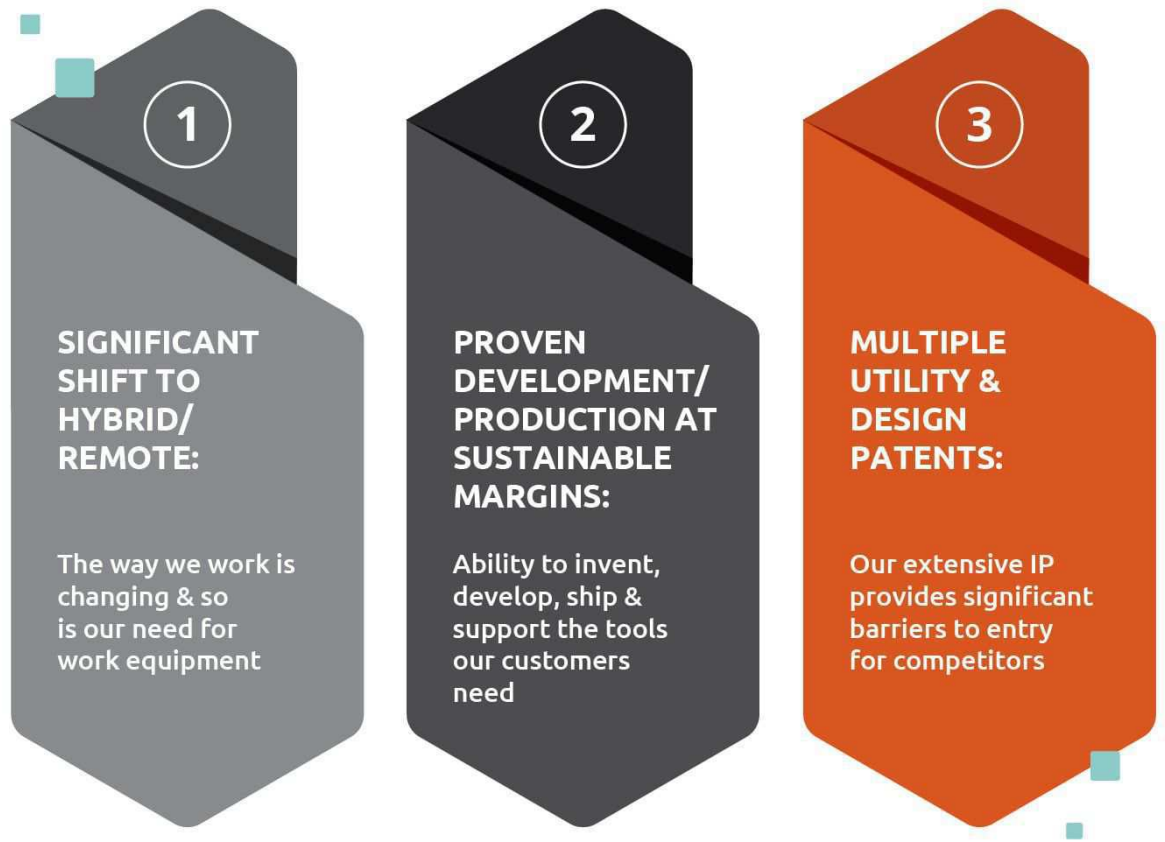 1
SIGNIFICANT
SHIFT TO
HYBRID/
REMOTE:
The way we work is
changing & so
is our need for
work equipment
2
PROVEN
DEVELOPMENT/
PRODUCTION AT
SUSTAINABLE
MARGINS:
Ability to invent,
develop, ship &
support the tools
our customers
need
3
MULTIPLE
UTILITY &
DESIGN
PATENTS:
Our extensive IP
provides significant
barriers to entry
for competitors